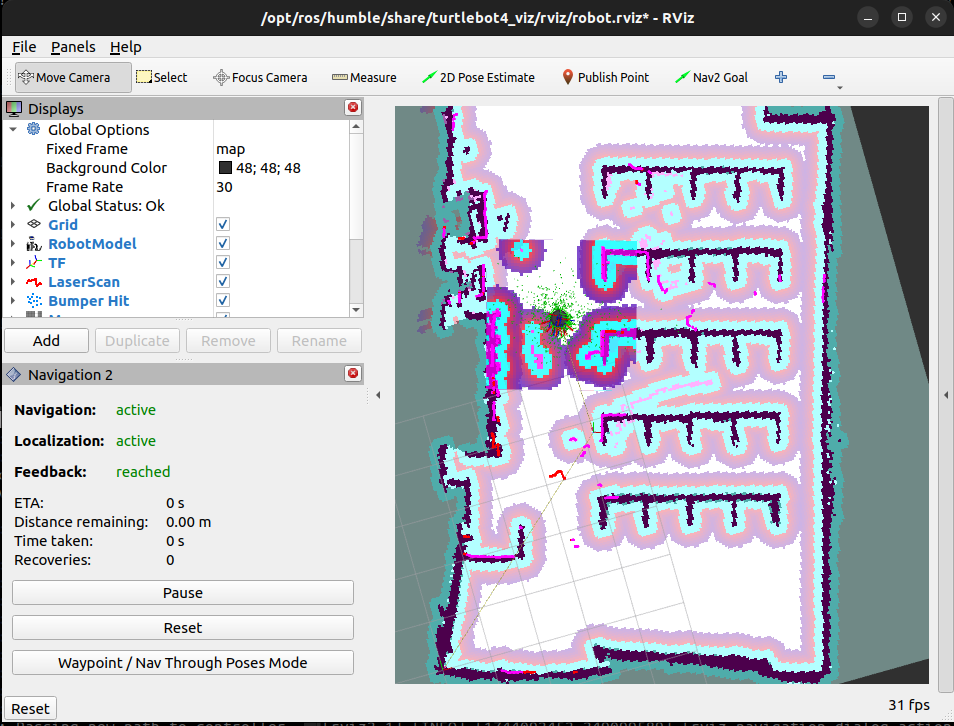 /opt/ros/humble/share/turtlebot4_viz/rviz/robot.rviz* - RViz
File Panels Help
Move Camera Select Focus Camera Measure 2D Pose Estimate Publish Point Nav2 Goal
Displays
Global Options
Fixed Frame map
Background Color 48; 48; 48
Frame Rate 30
Global Status: Ok
Grid
RobotModel
TF
LaserScan
Bumper Hit
Add Duplicate Remove Rename
Navigation 2
Navigation: active
Localization: active
Feedback: reached
ETA: 0 s
Distance remaining: 0.00 m
Time taken: 0 s
Recoveries: 0
Pause
Reset
Waypoint / Nav Through Poses Mode
Reset 31 fps